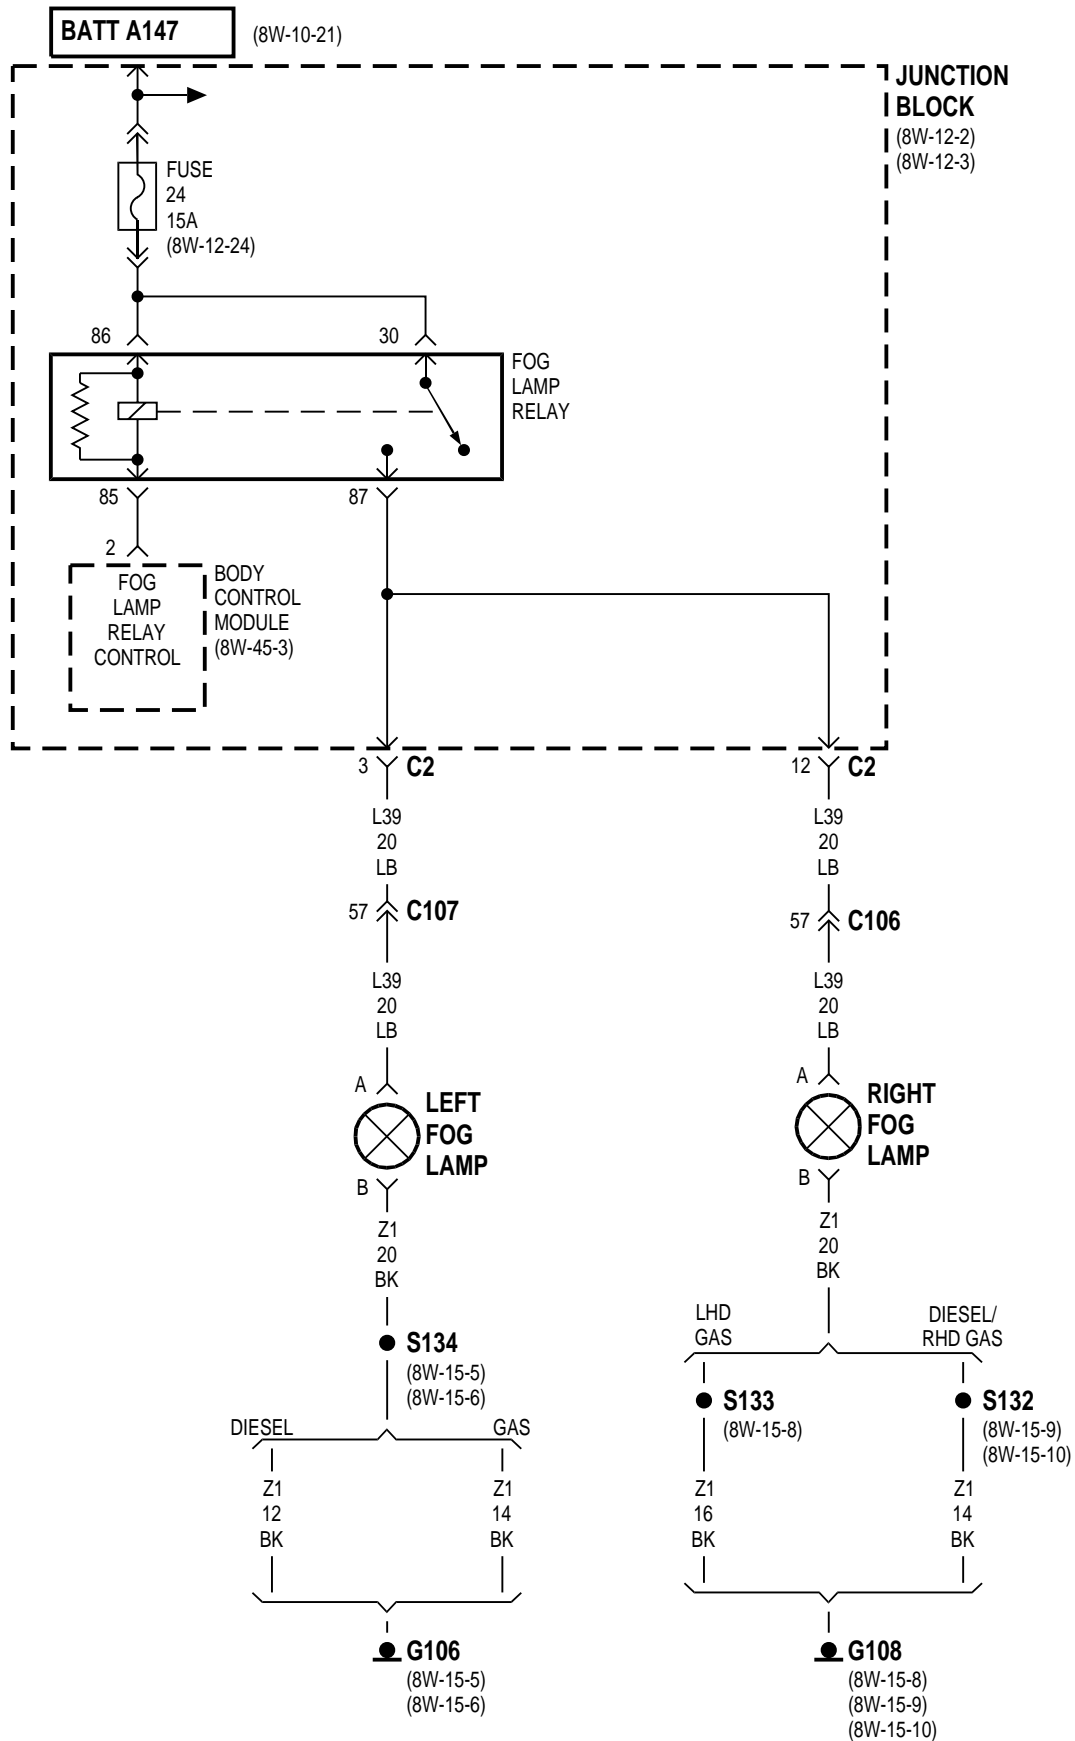 BATT A147
(8W-10-21)
JUNCTION
BLOCK
(8W-12-2)
(8W-12-3)
FUSE
24
15A
(8W-12-24)
86
30
FOG
LAMP
RELAY
85
87
2
FOG
LAMP
RELAY
CONTROL
BODY
CONTROL
MODULE
(8W-45-3)
3
C2
12
C2
L39
20
LB
L39
20
LB
57
C107
57
C106
L39
20
LB
L39
20
LB
A
LEFT
FOG
LAMP
B
A
RIGHT
FOG
LAMP
B
Z1
20
BK
Z1
20
BK
S134
(8W-15-5)
(8W-15-6)
LHD
GAS
DIESEL/
RHD GAS
S133
(8W-15-8)
S132
(8W-15-9)
(8W-15-10)
DIESEL
GAS
Z1
12
BK
Z1
14
BK
Z1
16
BK
Z1
14
BK
G106
(8W-15-5)
(8W-15-6)
G108
(8W-15-8)
(8W-15-9)
(8W-15-10)